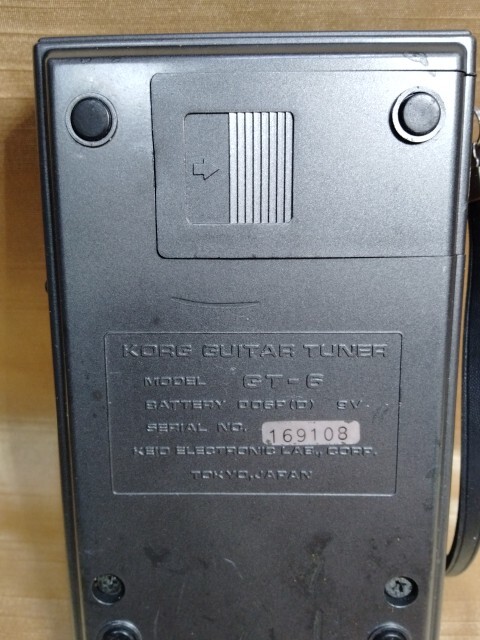 KORG GUITAR TUNER
MODEL GT-6
BATTERY 006P(D) 9V
SERIAL NO. 169108
KEIO ELECTRONIC LAB., CORP.
TOKYO, JAPAN